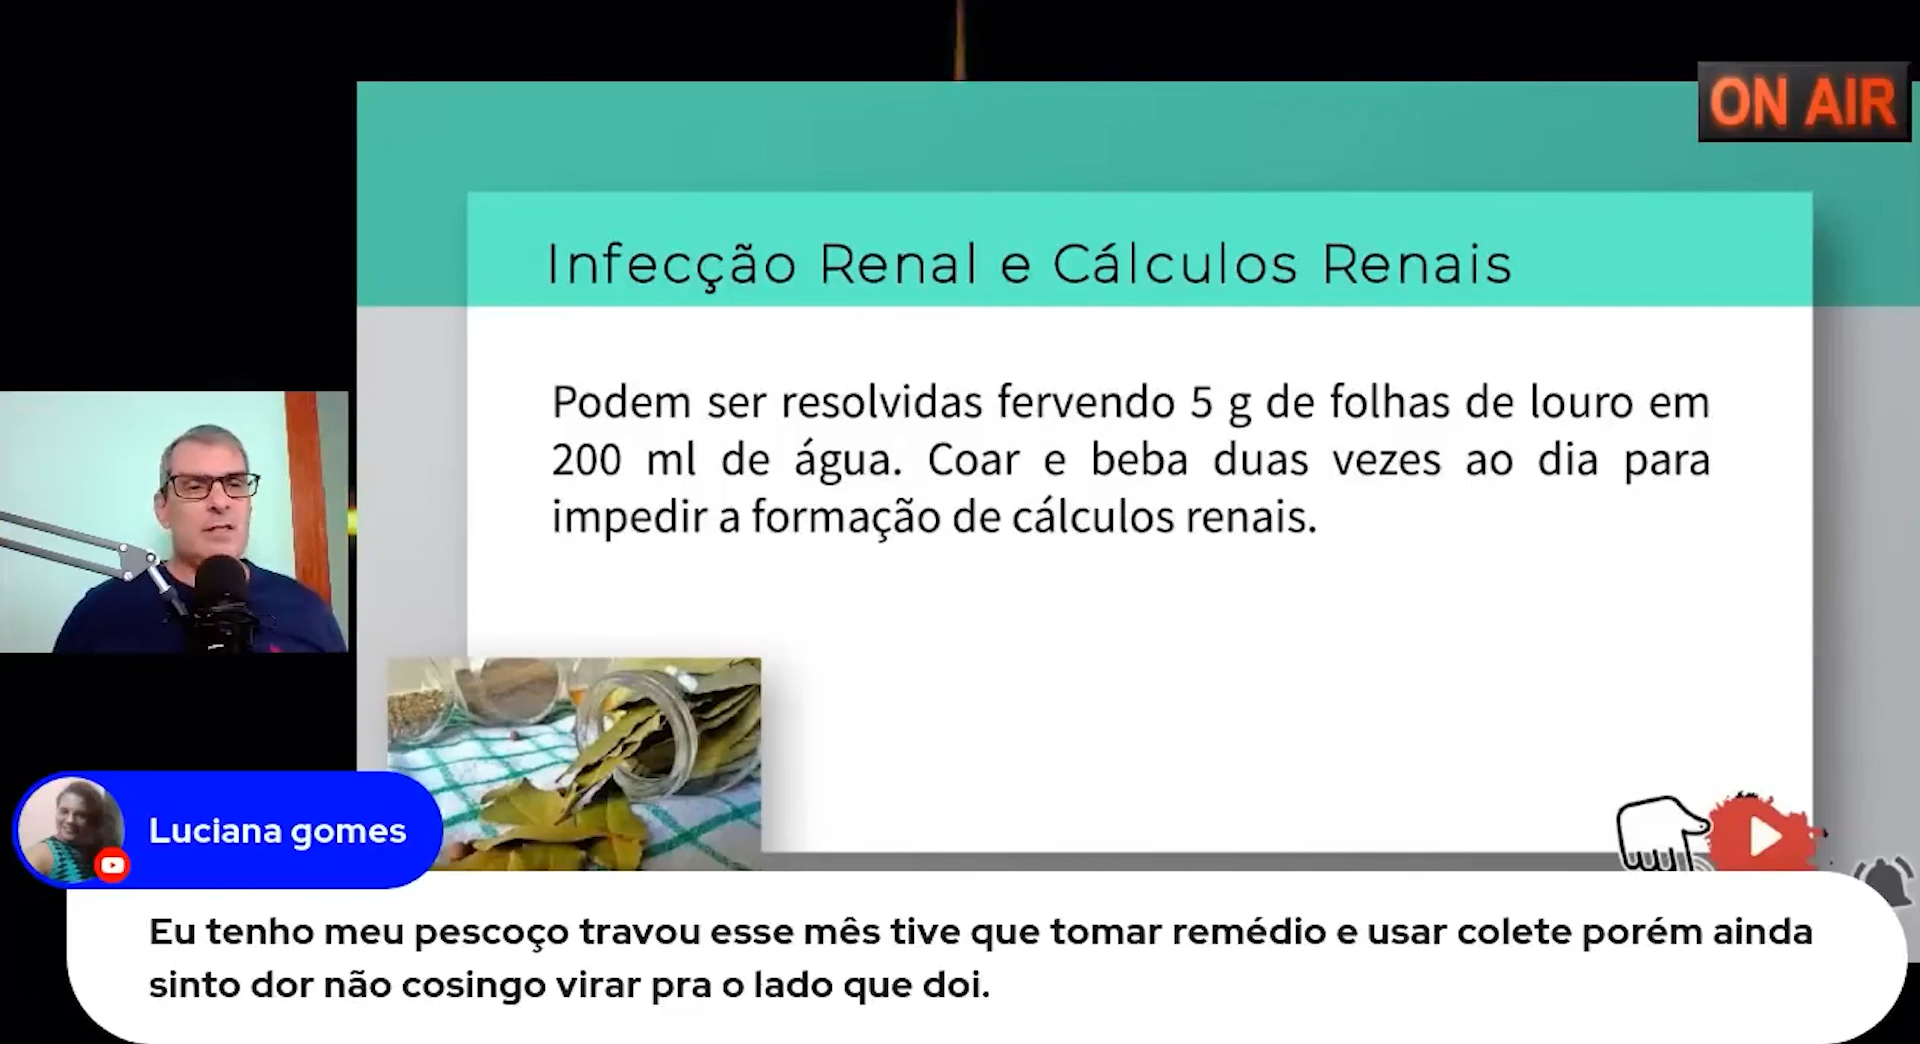 ON AIR
Infecção Renal e Cálculos Renais
Podem ser resolvidas fervendo 5 g de folhas de louro em
200 ml de água. Coar e beba duas vezes ao dia para
impedir a formação de cálculos renais.
Luciana gomes
Eu tenho meu pescoço travou esse mês tive que tomar remédio e usar colete porém ainda
sinto dor não cosingo virar pra o lado que doi.